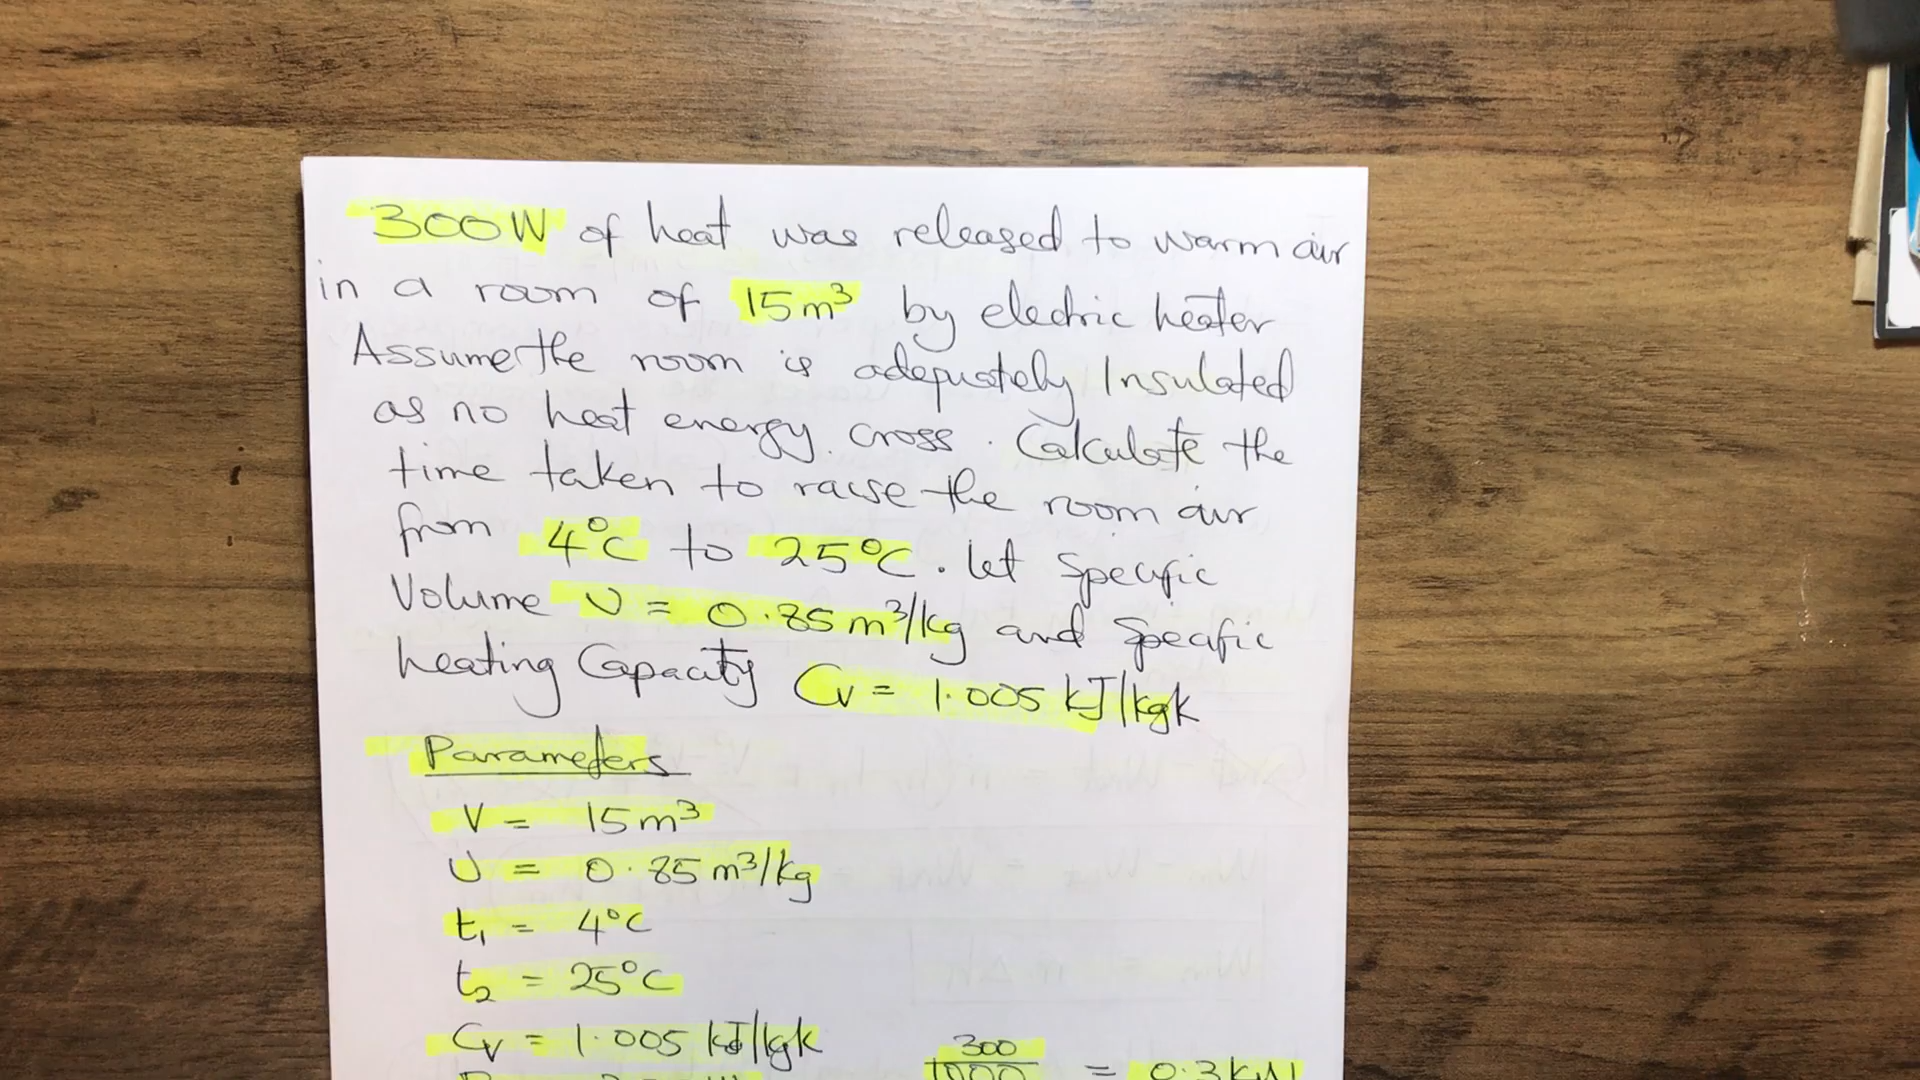 300W of heat was released to warm air
in a room of 15m³ by electric heater
Assume the room is adequately Insulated
as no heat energy cross. Calculate the
time taken to raise the room air
from 4°C to 25°C. let Specific
Volume υ = 0.85 m³/kg and Specific
heating Capacity Cv = 1.005 kJ/kgk
Parameters
V = 15m³
υ = 0.85 m³/kg
t₁ = 4°C
t₂ = 25°C
Cv = 1.005 kJ/kgk
300
1000 = 0.3kW